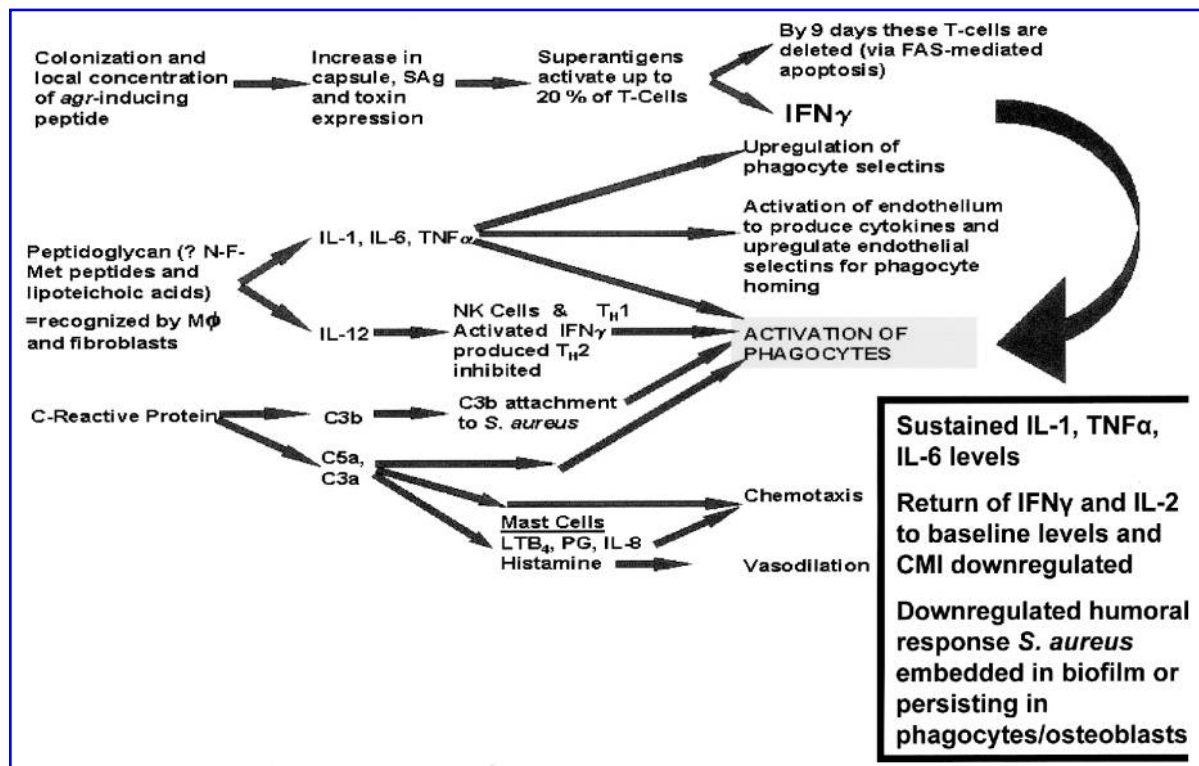 Colonization and
local concentration
of agr-inducing
peptide
Increase in
capsule, SAg
and toxin
expression
Superantigens
activate up to
20 % of T-Cells
By 9 days these T-cells are
deleted (via FAS-mediated
apoptosis)
IFNγ
Upregulation of
phagocyte selectins
Activation of endothelium
to produce cytokines and
upregulate endothelial
selectins for phagocyte
homing
Peptidoglycan (? N-F-
Met peptides and
lipoteichoic acids)
=recognized by Mϕ
and fibroblasts
IL-1, IL-6, TNFα
IL-12
NK Cells & TH1
Activated IFNγ
produced TH2
inhibited
ACTIVATION OF
PHAGOCYTES
C-Reactive Protein
C3b
C3b attachment
to S. aureus
C5a,
C3a
Mast Cells
LTB4, PG, IL-8
Histamine
Chemotaxis
Vasodilation
Sustained IL-1, TNFα,
IL-6 levels
Return of IFNγ and IL-2
to baseline levels and
CMI downregulated
Downregulated humoral
response S. aureus
embedded in biofilm or
persisting in
phagocytes/osteoblasts